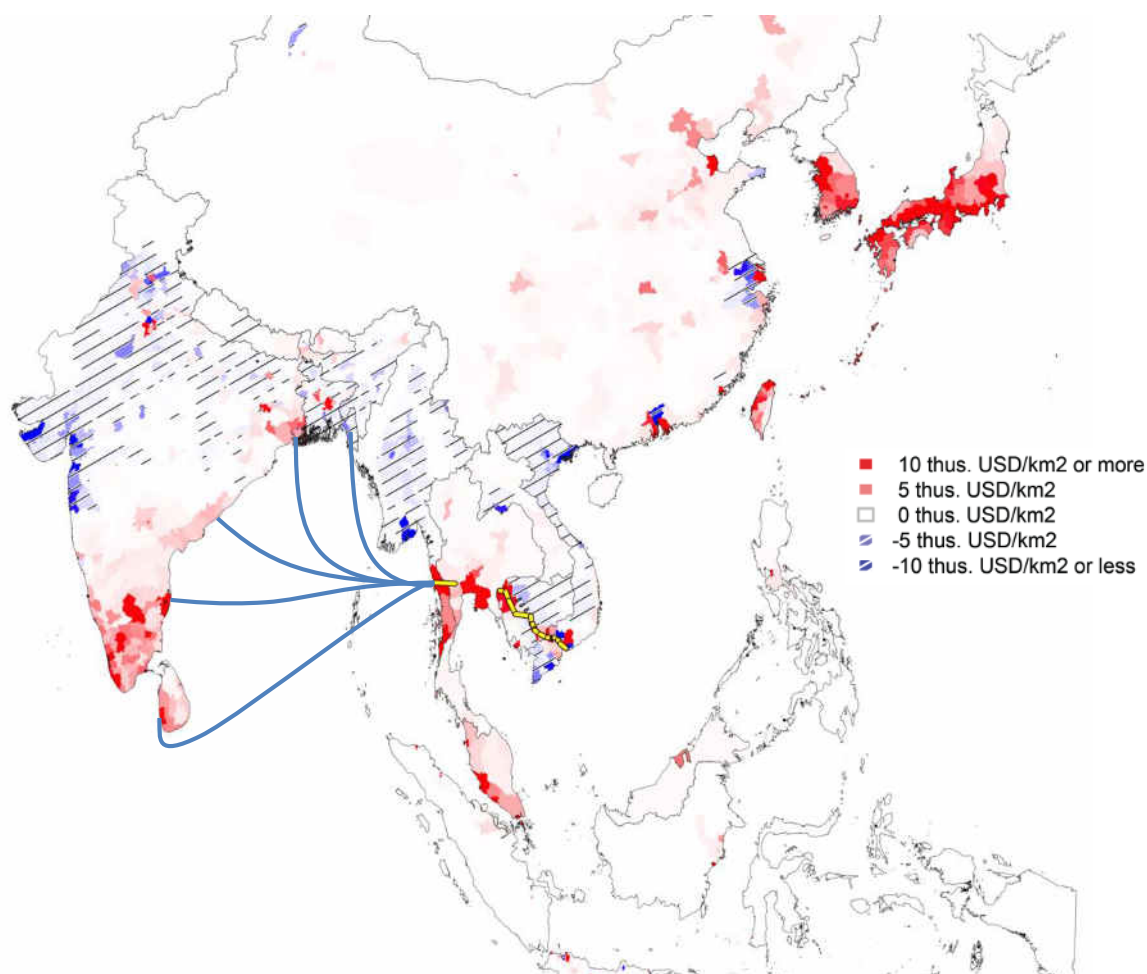 10 thus. USD/km2 or more
5 thus. USD/km2
0 thus. USD/km2
-5 thus. USD/km2
-10 thus. USD/km2 or less